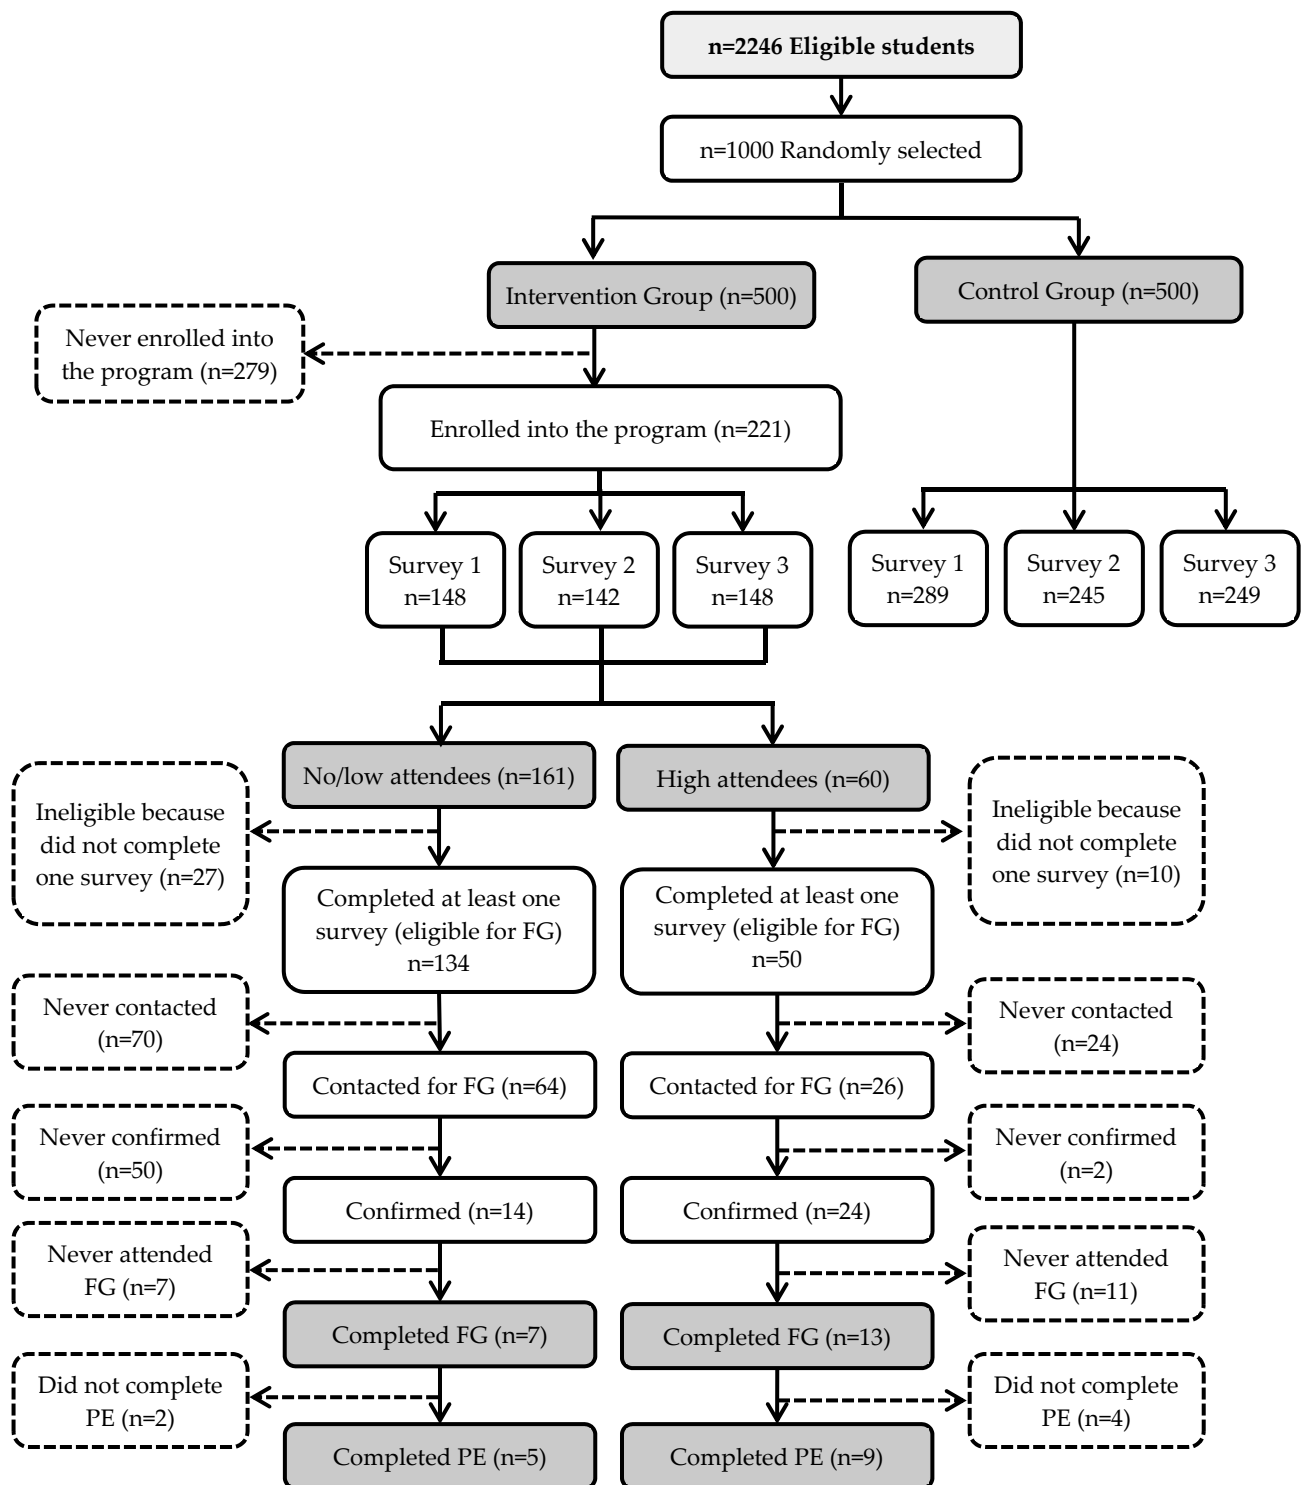 n=2246 Eligible students
n=1000 Randomly selected
Intervention Group (n=500)
Control Group (n=500)
Never enrolled into
the program (n=279)
Enrolled into the program (n=221)
Survey 1
n=148
Survey 2
n=142
Survey 3
n=148
Survey 1
n=289
Survey 2
n=245
Survey 3
n=249
No/low attendees (n=161)
High attendees (n=60)
Ineligible because
did not complete
one survey (n=27)
Ineligible because
did not complete
one survey (n=10)
Completed at least one
survey (eligible for FG)
n=134
Completed at least one
survey (eligible for FG)
n=50
Never contacted
(n=70)
Never contacted
(n=24)
Contacted for FG (n=64)
Contacted for FG (n=26)
Never confirmed
(n=50)
Never confirmed
(n=2)
Confirmed (n=14)
Confirmed (n=24)
Never attended
FG (n=7)
Never attended
FG (n=11)
Completed FG (n=7)
Completed FG (n=13)
Did not complete
PE (n=2)
Did not complete
PE (n=4)
Completed PE (n=5)
Completed PE (n=9)